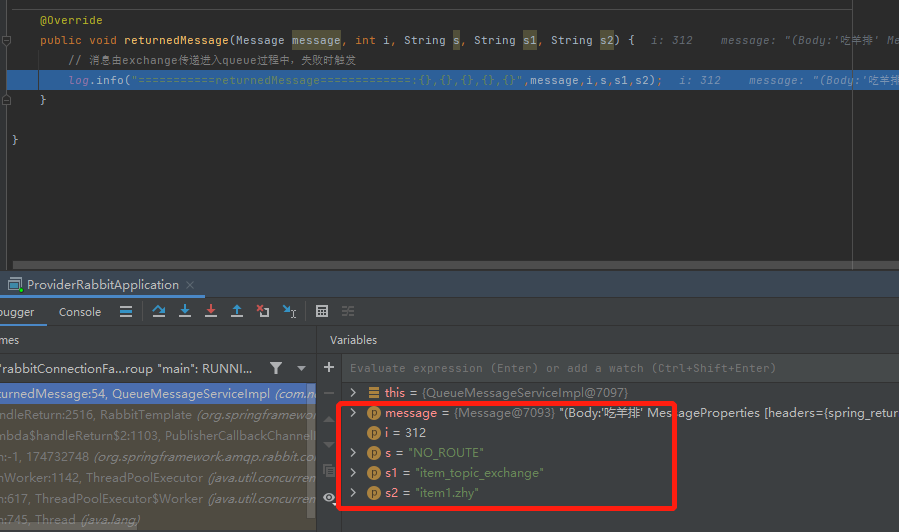 @Override
public void returnedMessage(Message message, int i, String s, String s1, String s2) { i: 312 message: "(Body:'吃羊排' Me
// 消息由exchange传递进入queue过程中，失败时触发
log.info("===========returnedMessage=============:{},{},{},{},{}",message,i,s,s1,s2); i: 312 message: "(Body:'吃羊排
}
}
ProviderRabbitApplication
ugger Console
mes Variables
"rabbitConnectionFa...roup "main": RUNNI... Evaluate expression (Enter) or add a watch (Ctrl+Shift+Enter)
urnedMessage:54, QueueMessageServiceImpl (com.n this = {QueueMessageServiceImpl@7097}
ndleReturn:2516, RabbitTemplate (org.springframewo message = {Message@7093} "(Body:'吃羊排' MessageProperties [headers={spring_retur
mbda$handleReturn$2:1103, PublisherCallbackChannelI i = 312
n:-1, 174732748 (org.springframework.amqp.rabbit.co s = "NO_ROUTE"
nWorker:1142, ThreadPoolExecutor (java.util.concurre s1 = "item_topic_exchange"
n:617, ThreadPoolExecutor$Worker (java.util.concurren s2 = "item1.zhy"
n:745, Thread (java.lang)